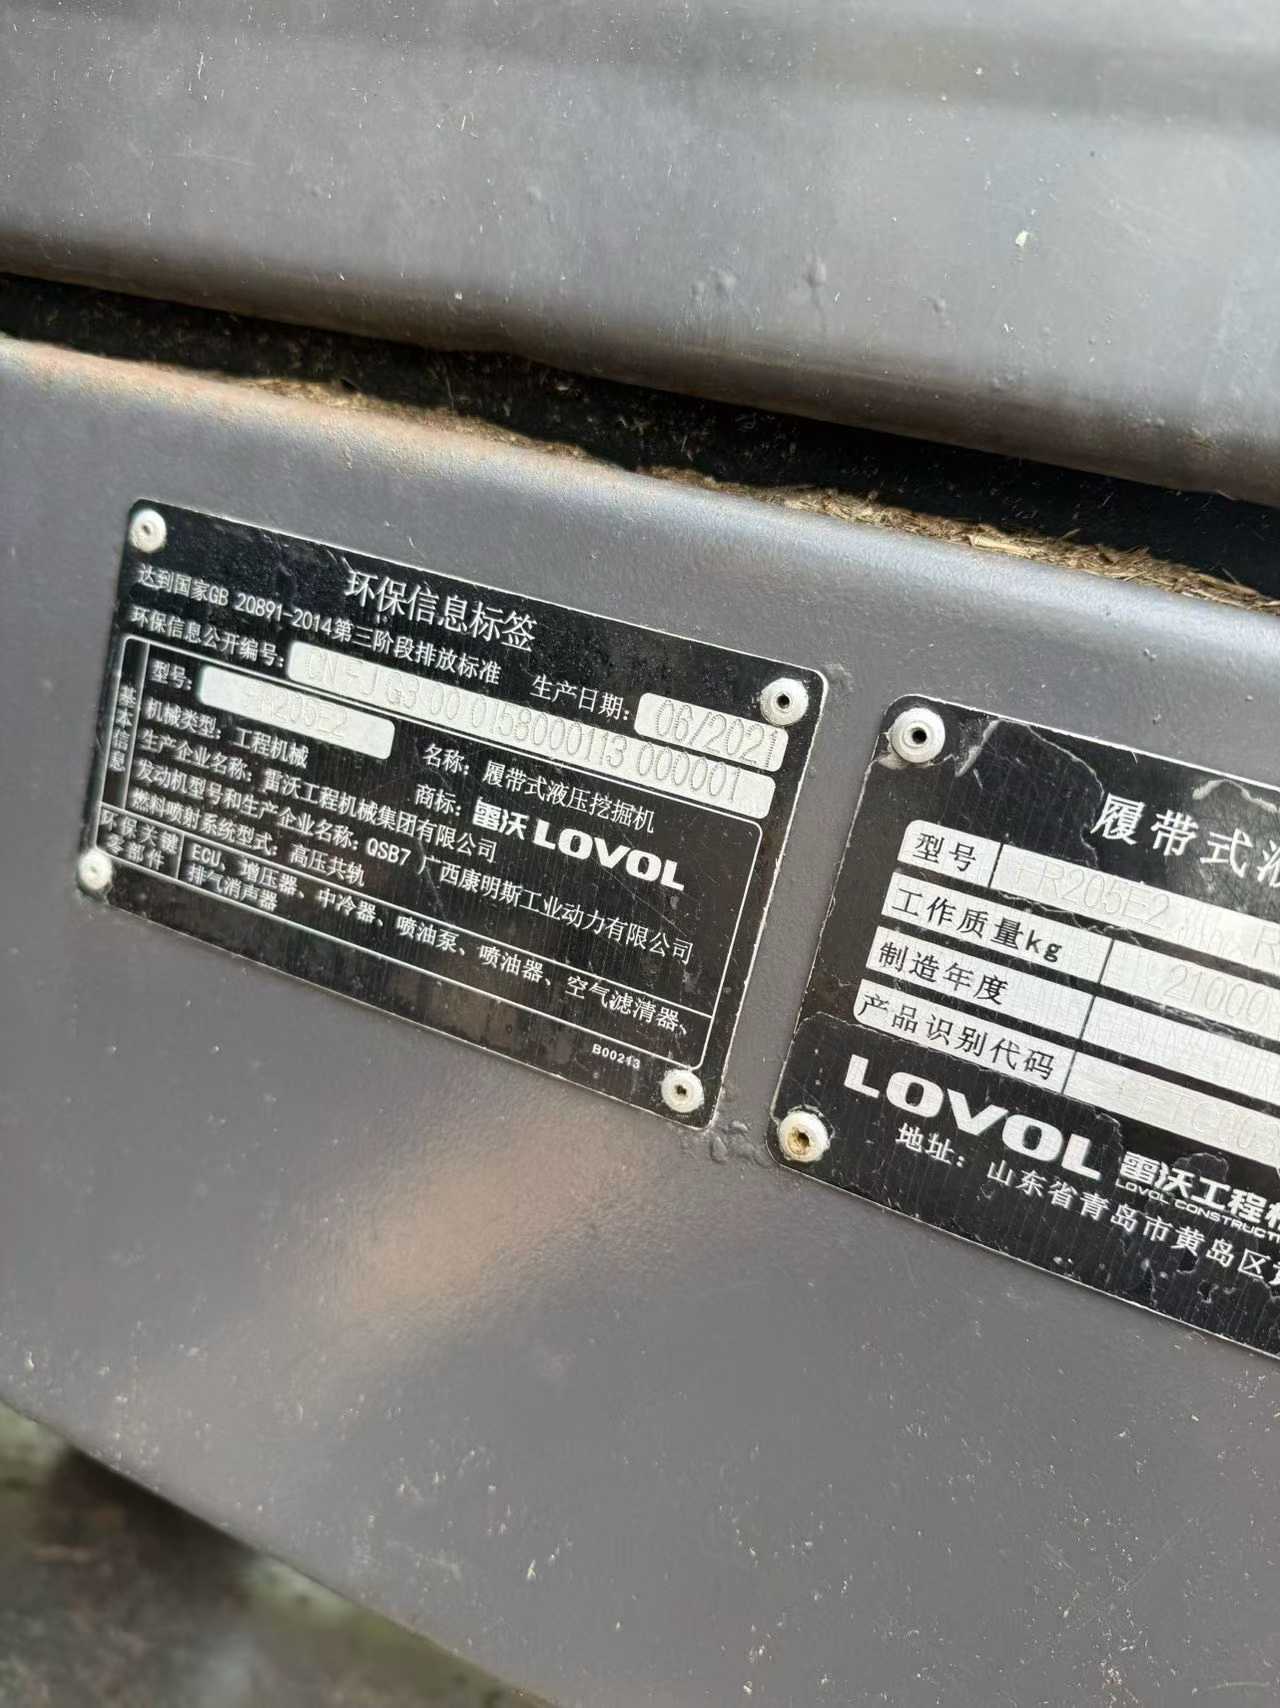 环保信息标签
达到国家GB 20891-2014第三阶段排放标准
生产日期: 06/2021
环保信息公开编号: CN-J G3 00 0158000113 000001
基本信息
型号: FR205E2
名称: 履带式液压挖掘机
机械类型: 工程机械
商标: 雷沃 LOVOL
生产企业名称: 雷沃工程机械集团有限公司
发动机型号和生产企业名称: QSB7 广西康明斯工业动力有限公司
燃料喷射系统型式: 高压共轨
环保关键零部件
ECU、增压器、中冷器、喷油泵、喷油器、空气滤清器、
排气消声器
B00213
履带式液
型号 FR205E2
工作质量kg 21000
制造年度
产品识别代码
LOVOL 雷沃工程机
LOVOL CONSTRUCTI
地址: 山东省青岛市黄岛区